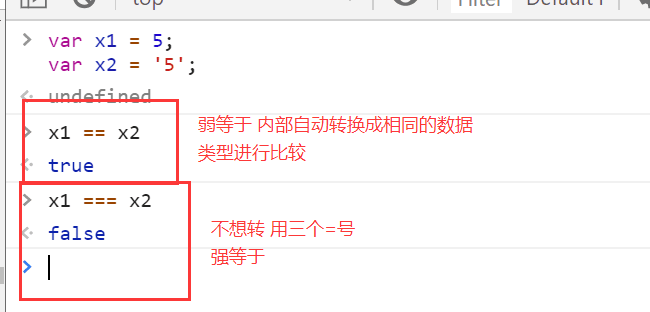 top
Filter
Default l
var x1 = 5;
var x2 = '5';
undefined
x1 == x2
弱等于 内部自动转换成相同的数据
类型进行比较
true
x1 === x2
false
不想转 用三个=号
强等于